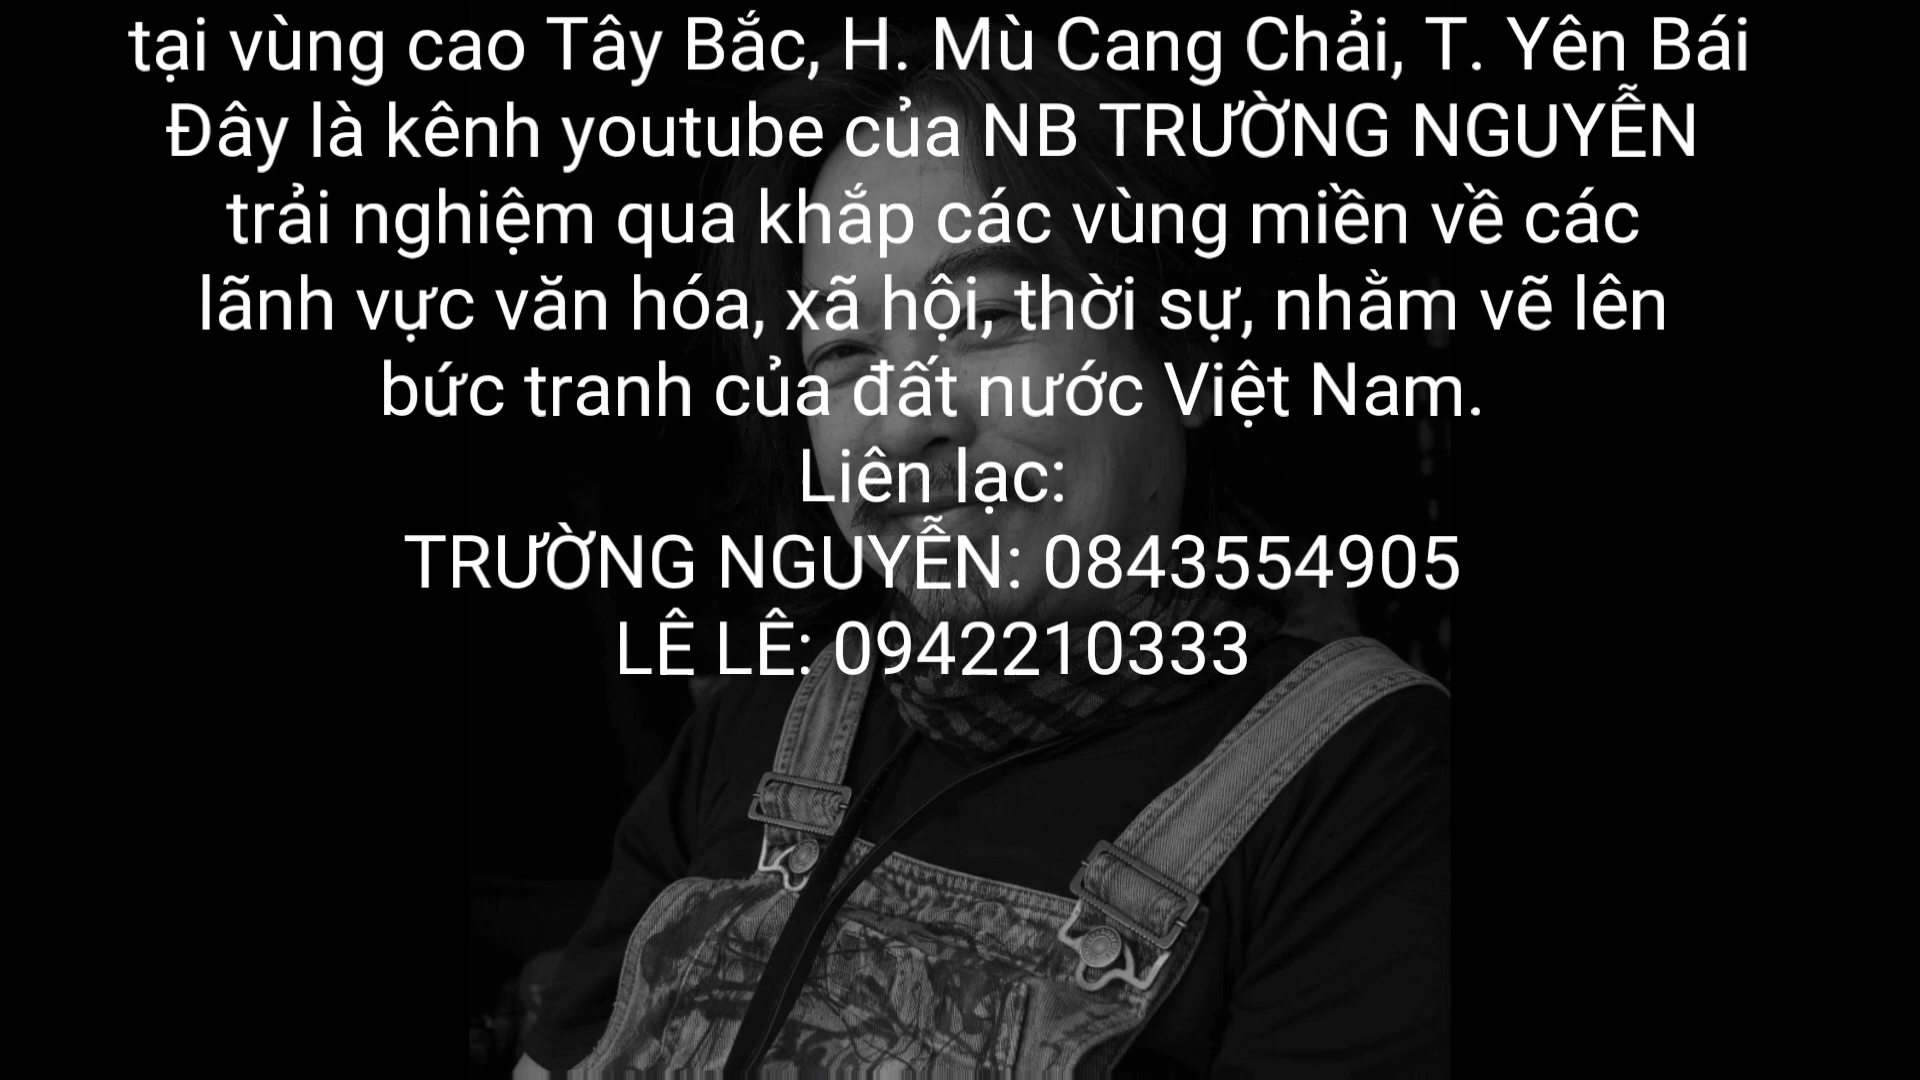 tại vùng cao Tây Bắc, H. Mù Cang Chải, T. Yên Bái
Đây là kênh youtube của NB TRƯỜNG NGUYỄN
trải nghiệm qua khắp các vùng miền về các
lãnh vực văn hóa, xã hội, thời sự, nhằm vẽ lên
bức tranh của đất nước Việt Nam.
Liên lạc:
TRƯỜNG NGUYỄN: 0843554905
LÊ LÊ: 0942210333